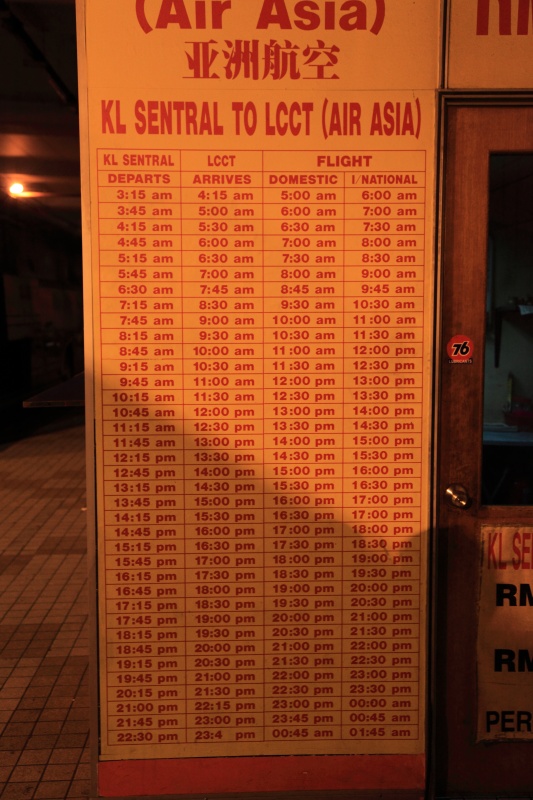 (Air Asia)
亚洲航空
KL SENTRAL TO LCCT (AIR ASIA)
KL SENTRAL LCCT FLIGHT
DEPARTS ARRIVES DOMESTIC I/NATIONAL
3:15 am 4:15 am 5:00 am 6:00 am
3:45 am 5:00 am 6:00 am 7:00 am
4:15 am 5:30 am 6:30 am 7:30 am
4:45 am 6:00 am 7:00 am 8:00 am
5:15 am 6:30 am 7:30 am 8:30 am
5:45 am 7:00 am 8:00 am 9:00 am
6:30 am 7:45 am 8:45 am 9:45 am
7:15 am 8:30 am 9:30 am 10:30 am
7:45 am 9:00 am 10:00 am 11:00 am
8:15 am 9:30 am 10:30 am 11:30 am
8:45 am 10:00 am 11:00 am 12:00 pm
9:15 am 10:30 am 11:30 am 12:30 pm
9:45 am 11:00 am 12:00 pm 13:00 pm
10:15 am 11:30 am 12:30 pm 13:30 pm
10:45 am 12:00 pm 13:00 pm 14:00 pm
11:15 am 12:30 pm 13:30 pm 14:30 pm
11:45 am 13:00 pm 14:00 pm 15:00 pm
12:15 pm 13:30 pm 14:30 pm 15:30 pm
12:45 pm 14:00 pm 15:00 pm 16:00 pm
13:15 pm 14:30 pm 15:30 pm 16:30 pm
13:45 pm 15:00 pm 16:00 pm 17:00 pm
14:15 pm 15:30 pm 16:30 pm 17:30 pm
14:45 pm 16:00 pm 17:00 pm 18:00 pm
15:15 pm 16:30 pm 17:30 pm 18:30 pm
15:45 pm 17:00 pm 18:00 pm 19:00 pm
16:15 pm 17:30 pm 18:30 pm 19:30 pm
16:45 pm 18:00 pm 19:00 pm 20:00 pm
17:15 pm 18:30 pm 19:30 pm 20:30 pm
17:45 pm 19:00 pm 20:00 pm 21:00 pm
18:15 pm 19:30 pm 20:30 pm 21:30 pm
18:45 pm 20:00 pm 21:00 pm 22:00 pm
19:15 pm 20:30 pm 21:30 pm 22:30 pm
19:45 pm 21:00 pm 22:00 pm 23:00 pm
20:15 pm 21:30 pm 22:30 pm 23:30 pm
21:00 pm 22:15 pm 23:00 pm 00:00 am
21:45 pm 23:00 pm 23:45 pm 00:45 am
22:30 pm 23:4 pm 00:45 am 01:45 am
76
LUBRICANTS
KL SE
RM
RM
PER